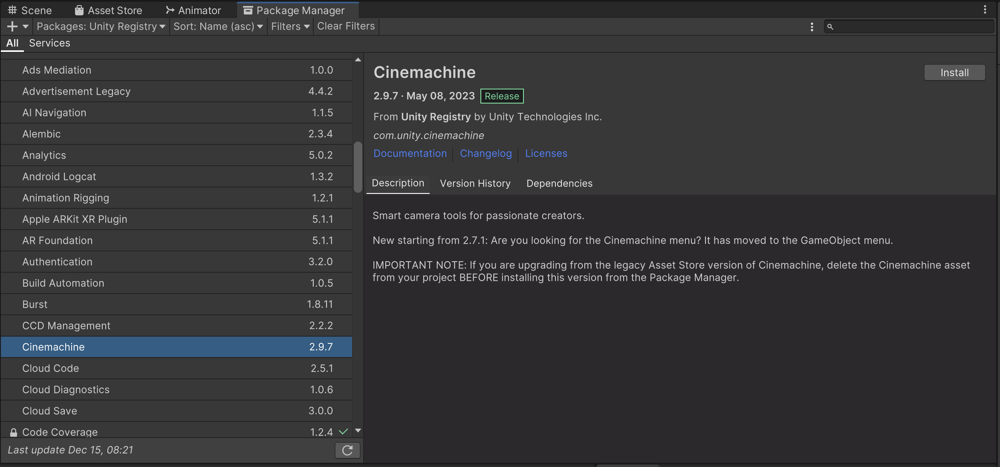 Scene Asset Store Animator Package Manager
Packages: Unity Registry Sort: Name (asc) Filters Clear Filters
All Services
Ads Mediation 1.0.0
Advertisement Legacy 4.4.2
AI Navigation 1.1.5
Alembic 2.3.4
Analytics 5.0.2
Android Logcat 1.3.2
Animation Rigging 1.2.1
Apple ARKit XR Plugin 5.1.1
AR Foundation 5.1.1
Authentication 3.2.0
Build Automation 1.0.5
Burst 1.8.11
CCD Management 2.2.2
Cinemachine 2.9.7
Cloud Code 2.5.1
Cloud Diagnostics 1.0.6
Cloud Save 3.0.0
Code Coverage 1.2.4
Last update Dec 15, 08:21
Cinemachine
Install
2.9.7 · May 08, 2023 Release
From Unity Registry by Unity Technologies Inc.
com.unity.cinemachine
Documentation Changelog Licenses
Description Version History Dependencies
Smart camera tools for passionate creators.
New starting from 2.7.1: Are you looking for the Cinemachine menu? It has moved to the GameObject menu.
IMPORTANT NOTE: If you are upgrading from the legacy Asset Store version of Cinemachine, delete the Cinemachine asset
from your project BEFORE installing this version from the Package Manager.